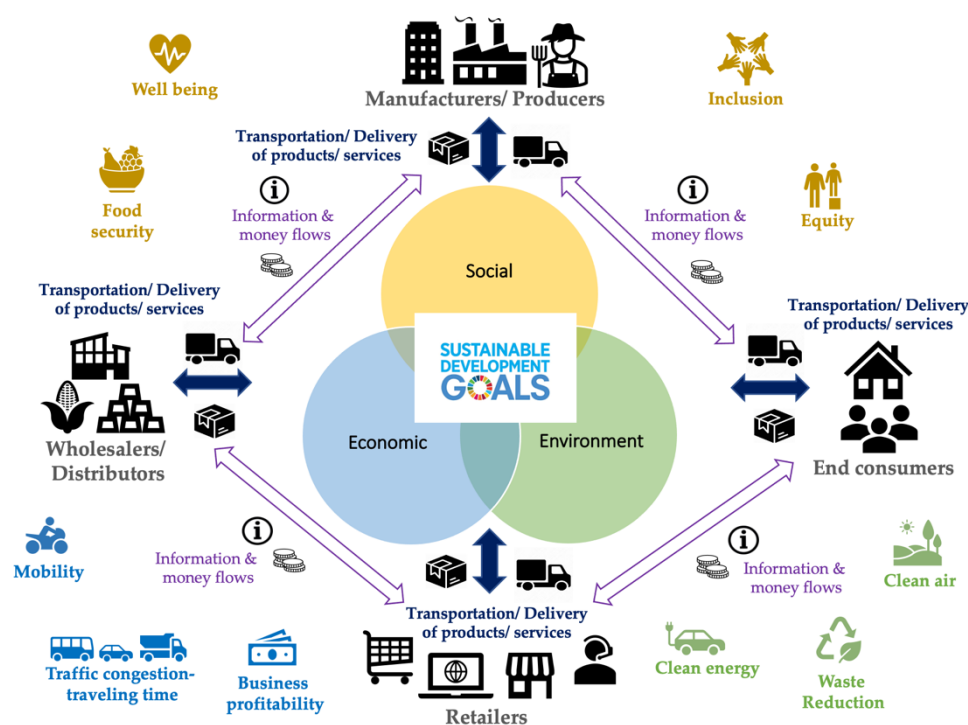 Well being
Manufacturers/ Producers
Inclusion
Transportation/ Delivery
of products/ services
Food
security
i
Information &
money flows
i
Information &
money flows
Equity
Social
Transportation/ Delivery
of products/ services
Transportation/ Delivery
of products/ services
SUSTAINABLE
DEVELOPMENT
GOALS
Wholesalers/
Distributors
Economic
Environment
End consumers
Mobility
i
Information &
money flows
i
Information &
money flows
Clean air
Transportation/ Delivery
of products/ services
Traffic congestion-
traveling time
Business
profitability
Retailers
Clean energy
Waste
Reduction